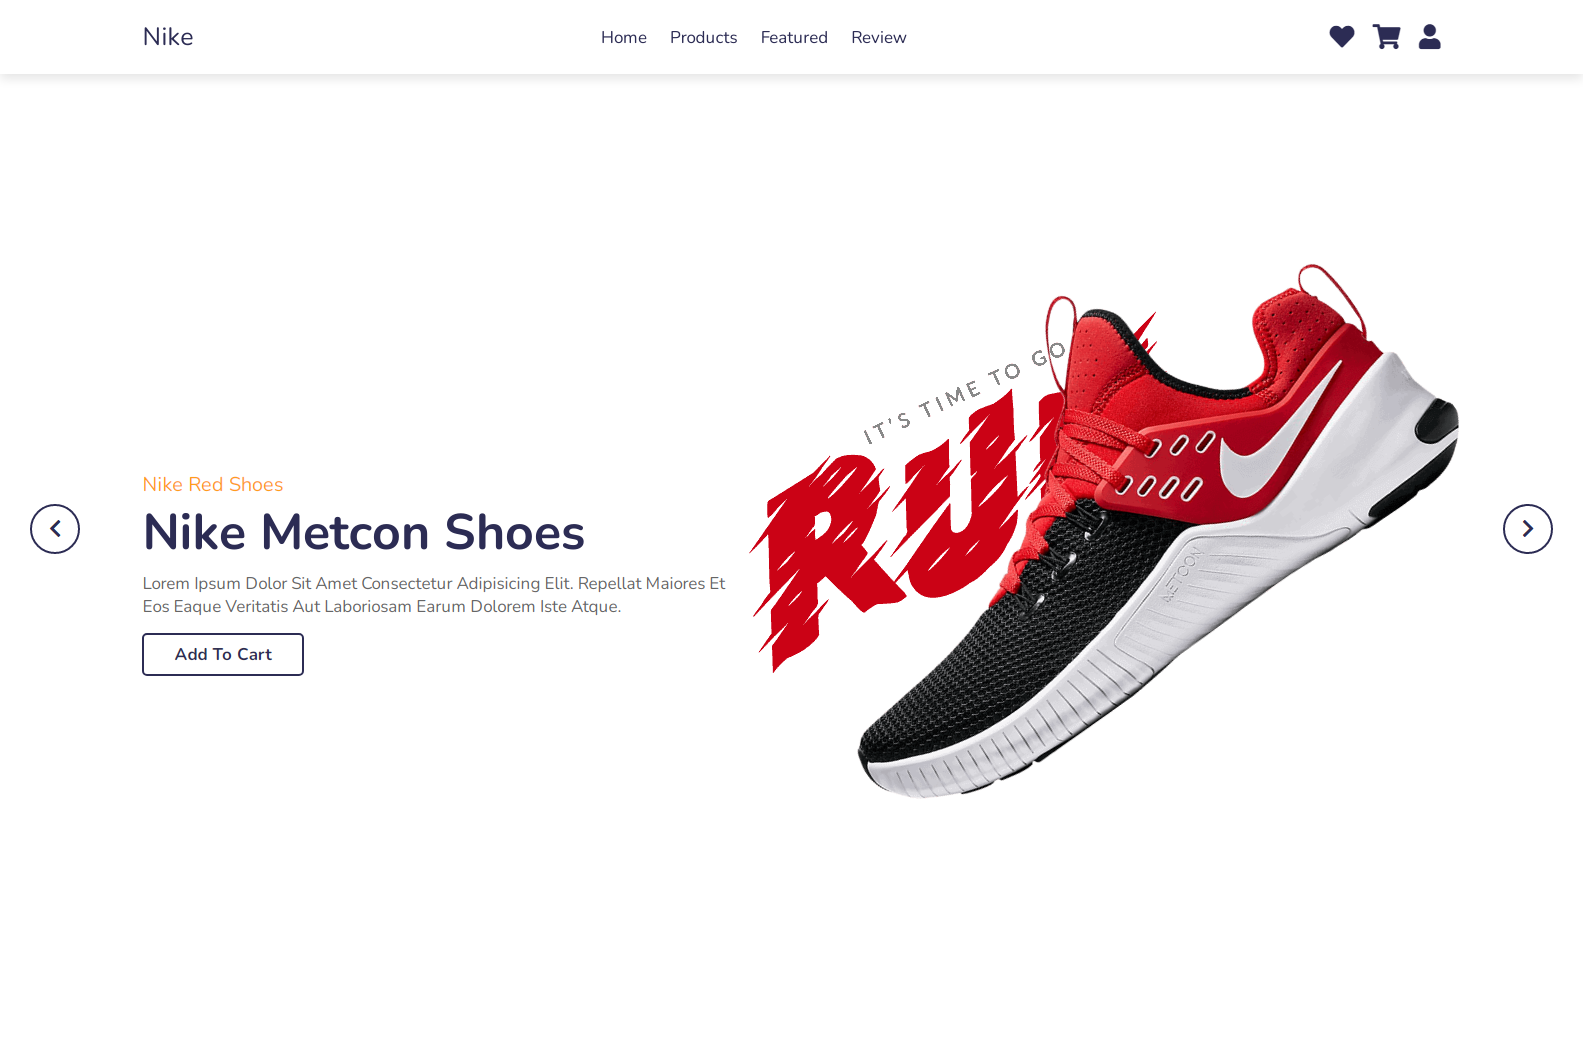 Nike
Home Products Featured Review
IT'S TIME TO GO
Nike Red Shoes
Nike Metcon Shoes
Lorem Ipsum Dolor Sit Amet Consectetur Adipisicing Elit. Repellat Maiores Et
Eos Eaque Veritatis Aut Laboriosam Earum Dolorem Iste Atque.
Add To Cart
METCON